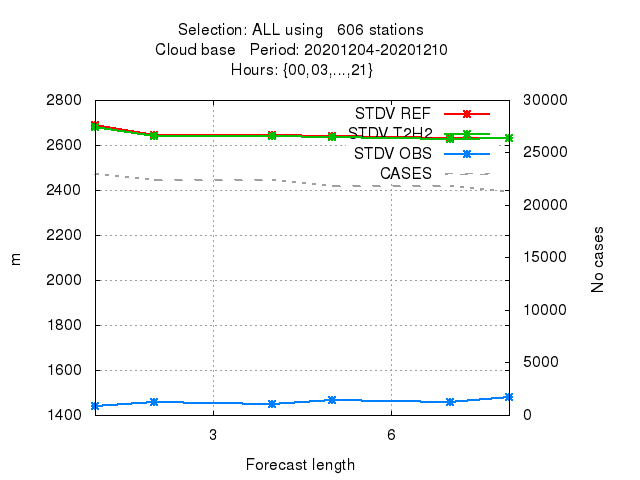 Selection: ALL using 606 stations
Cloud base Period: 20201204-20201210
Hours: {00,03,...,21}
2800
2600
2400
2200
2000
1800
1600
1400
30000
25000
20000
15000
10000
5000
0
STDV REF
STDV T2H2
STDV OBS
CASES
m
No cases
3
6
Forecast length